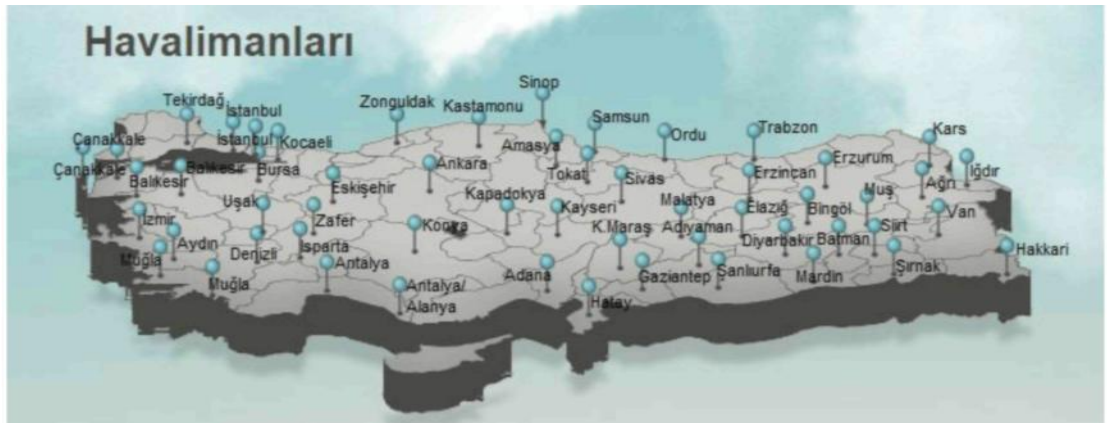 Havalimanları
Sinop
Tekirdağ
İstanbul
Zonguldak
Kastamonu
Samsun
Çanakkale
İstanbul
Kocaeli
Amasya
Ordu
Trabzon
Kars
Çanakkale
Balıkesir
Balıkesir
Bursa
Ankara
Tokat
Sivas
Erzincan
Erzurum
Ağrı
Iğdır
Eskişehir
Uşak
Zafer
Kapadokya
Kayseri
Malatya
Elazığ
Bingöl
Muş
Van
İzmir
Aydın
Denizli
Isparta
Konya
K.Maraş
Adıyaman
Diyarbakir
Batman
Siirt
Hakkari
Muğla
Muğla
Antalya
Antalya/
Alanya
Adana
Hatay
Gaziantep
Şanlıurfa
Mardin
Şırnak